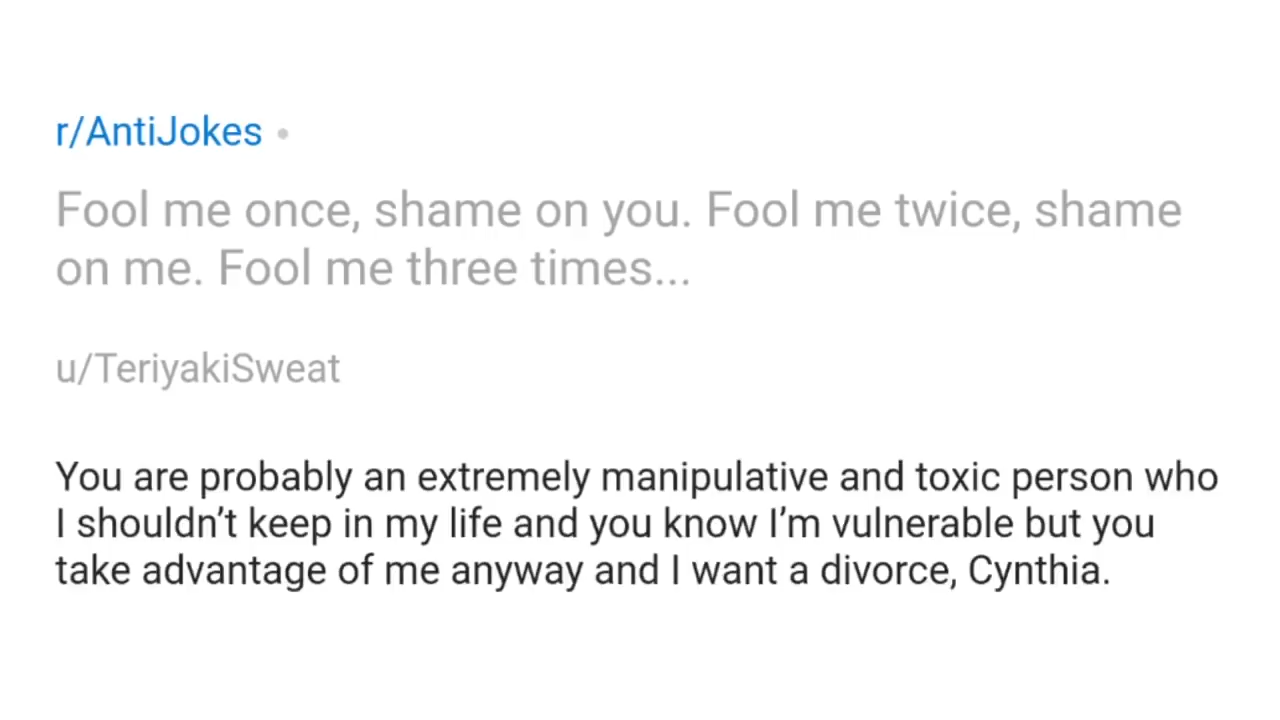 r/AntiJokes •
Fool me once, shame on you. Fool me twice, shame
on me. Fool me three times...
u/TeriyakiSweat
You are probably an extremely manipulative and toxic person who
I shouldn’t keep in my life and you know I’m vulnerable but you
take advantage of me anyway and I want a divorce, Cynthia.